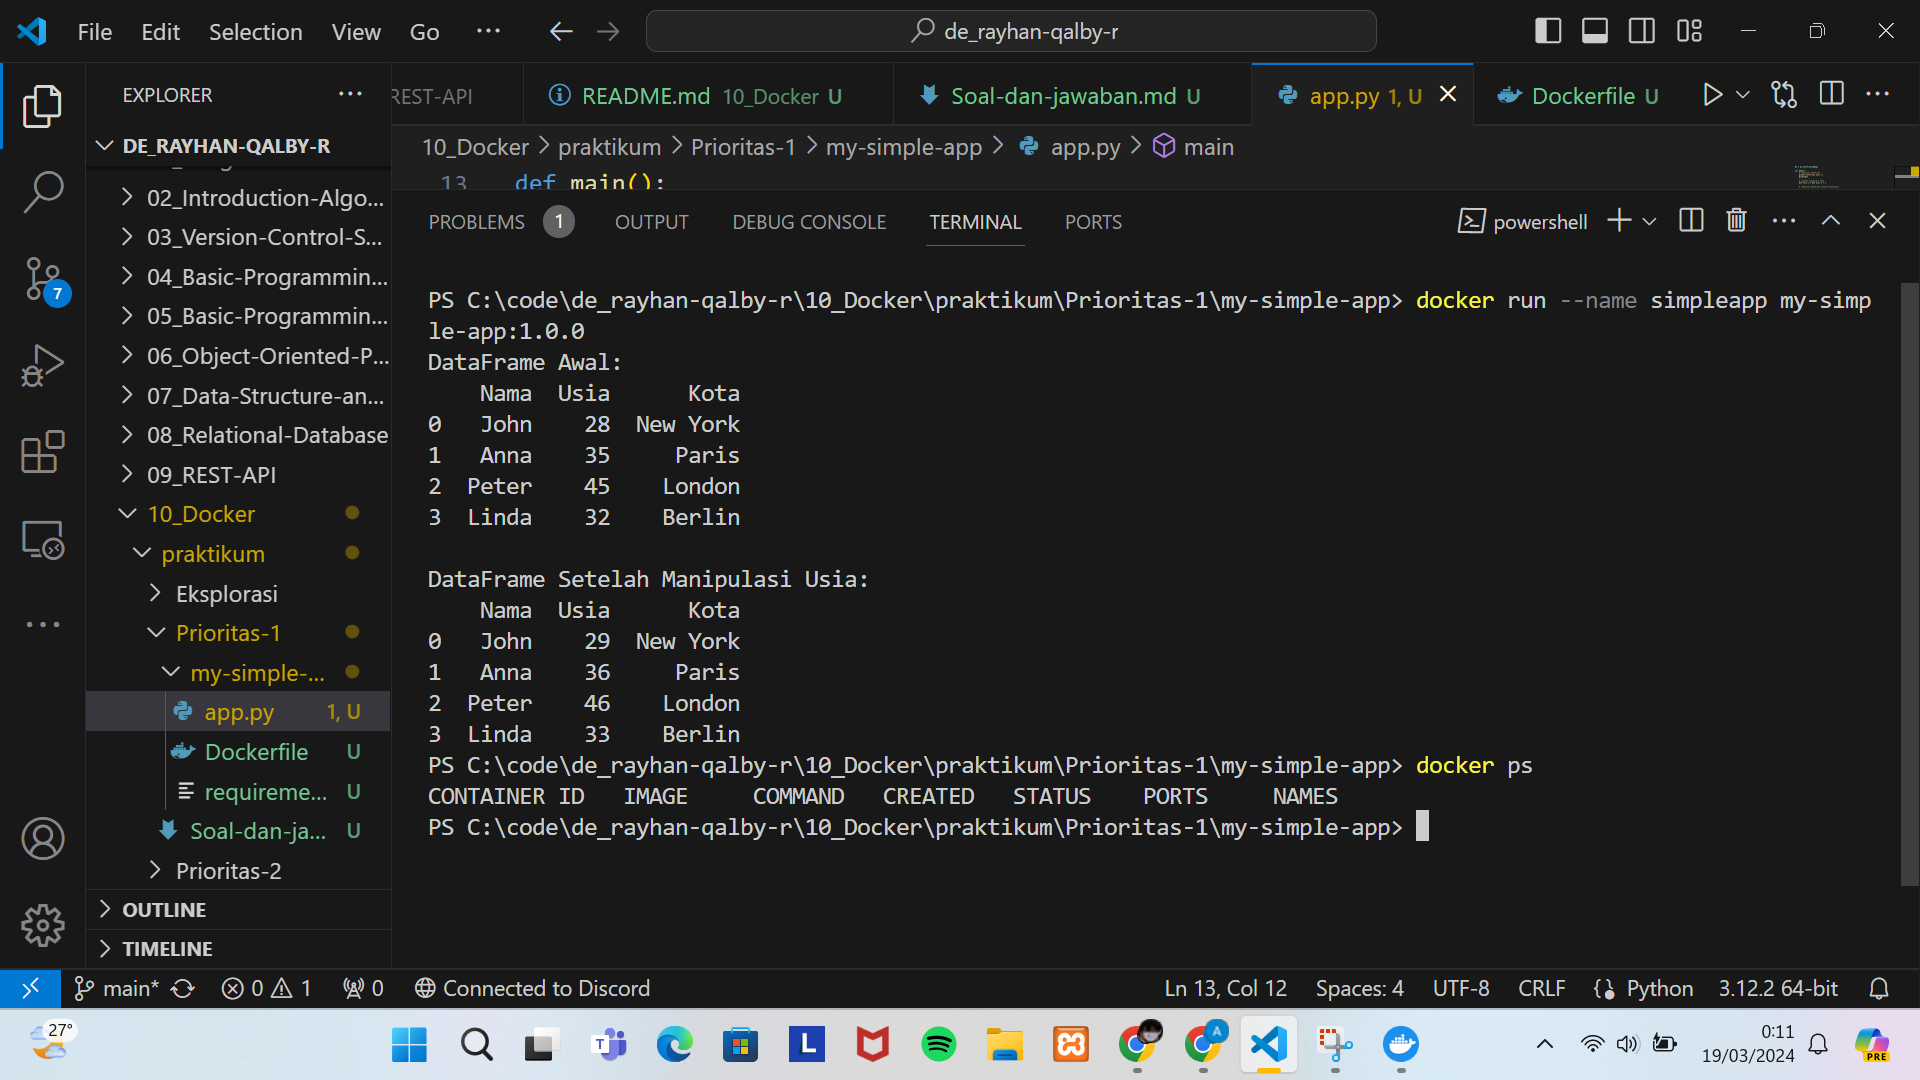 File Edit Selection View Go ··· de_rayhan-qalby-r
EXPLORER ···
REST-API README.md 10_Docker U Soal-dan-jawaban.md U app.py 1, U Dockerfile U
DE_RAYHAN-QALBY-R
02_Introduction-Algo...
03_Version-Control-S...
04_Basic-Programmin...
05_Basic-Programmin...
06_Object-Oriented-P...
07_Data-Structure-an...
08_Relational-Database
09_REST-API
10_Docker
praktikum
Eksplorasi
Prioritas-1
my-simple-...
app.py 1, U
Dockerfile U
requireme... U
Soal-dan-ja... U
Prioritas-2
OUTLINE
TIMELINE
7
10_Docker > praktikum > Prioritas-1 > my-simple-app > app.py > main
13 def main():
PROBLEMS 1 OUTPUT DEBUG CONSOLE TERMINAL PORTS powershell
PS C:\code\de_rayhan-qalby-r\10_Docker\praktikum\Prioritas-1\my-simple-app> docker run --name simpleapp my-simp
le-app:1.0.0
DataFrame Awal:
Nama Usia Kota
0 John 28 New York
1 Anna 35 Paris
2 Peter 45 London
3 Linda 32 Berlin
DataFrame Setelah Manipulasi Usia:
Nama Usia Kota
0 John 29 New York
1 Anna 36 Paris
2 Peter 46 London
3 Linda 33 Berlin
PS C:\code\de_rayhan-qalby-r\10_Docker\praktikum\Prioritas-1\my-simple-app> docker ps
CONTAINER ID IMAGE COMMAND CREATED STATUS PORTS NAMES
PS C:\code\de_rayhan-qalby-r\10_Docker\praktikum\Prioritas-1\my-simple-app>
main* 0 1 0 Connected to Discord Ln 13, Col 12 Spaces: 4 UTF-8 CRLF Python 3.12.2 64-bit
27°
L
A
0:11
19/03/2024
PRE